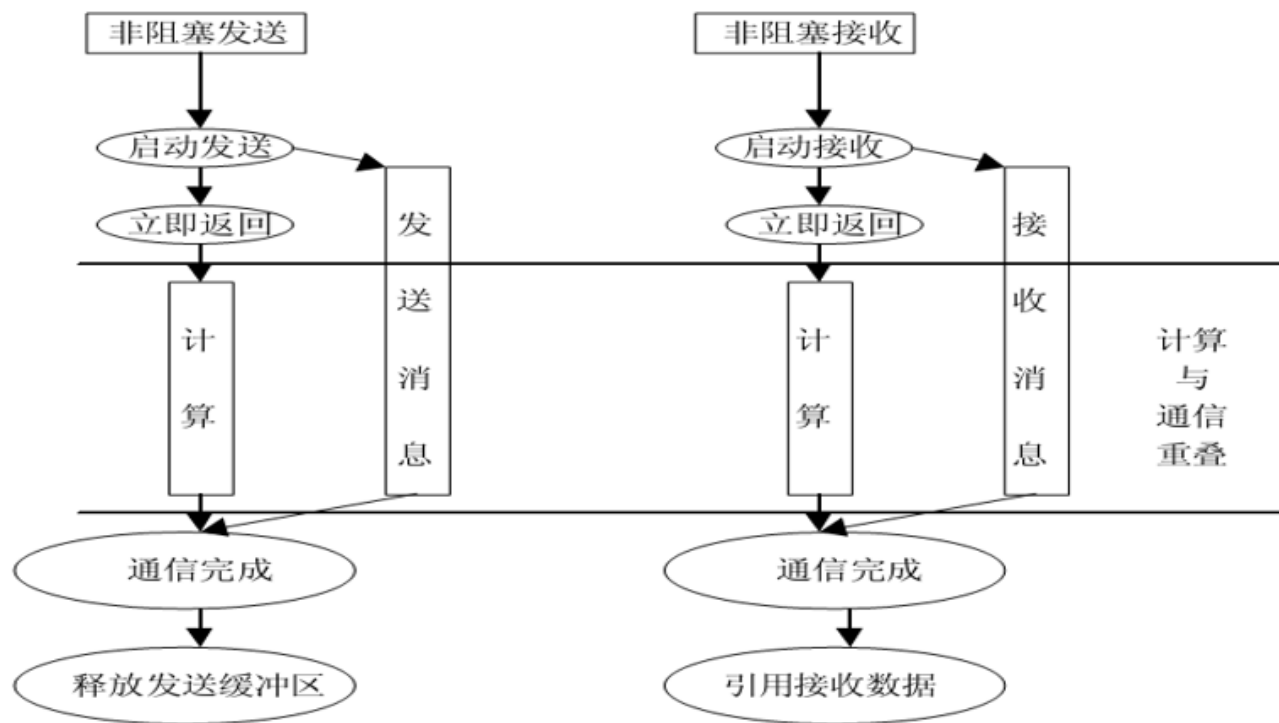 非阻塞发送
非阻塞接收
启动发送
启动接收
立即返回
立即返回
发送消息
接收消息
计算
计算
计算
与
通信
重叠
通信完成
通信完成
释放发送缓冲区
引用接收数据